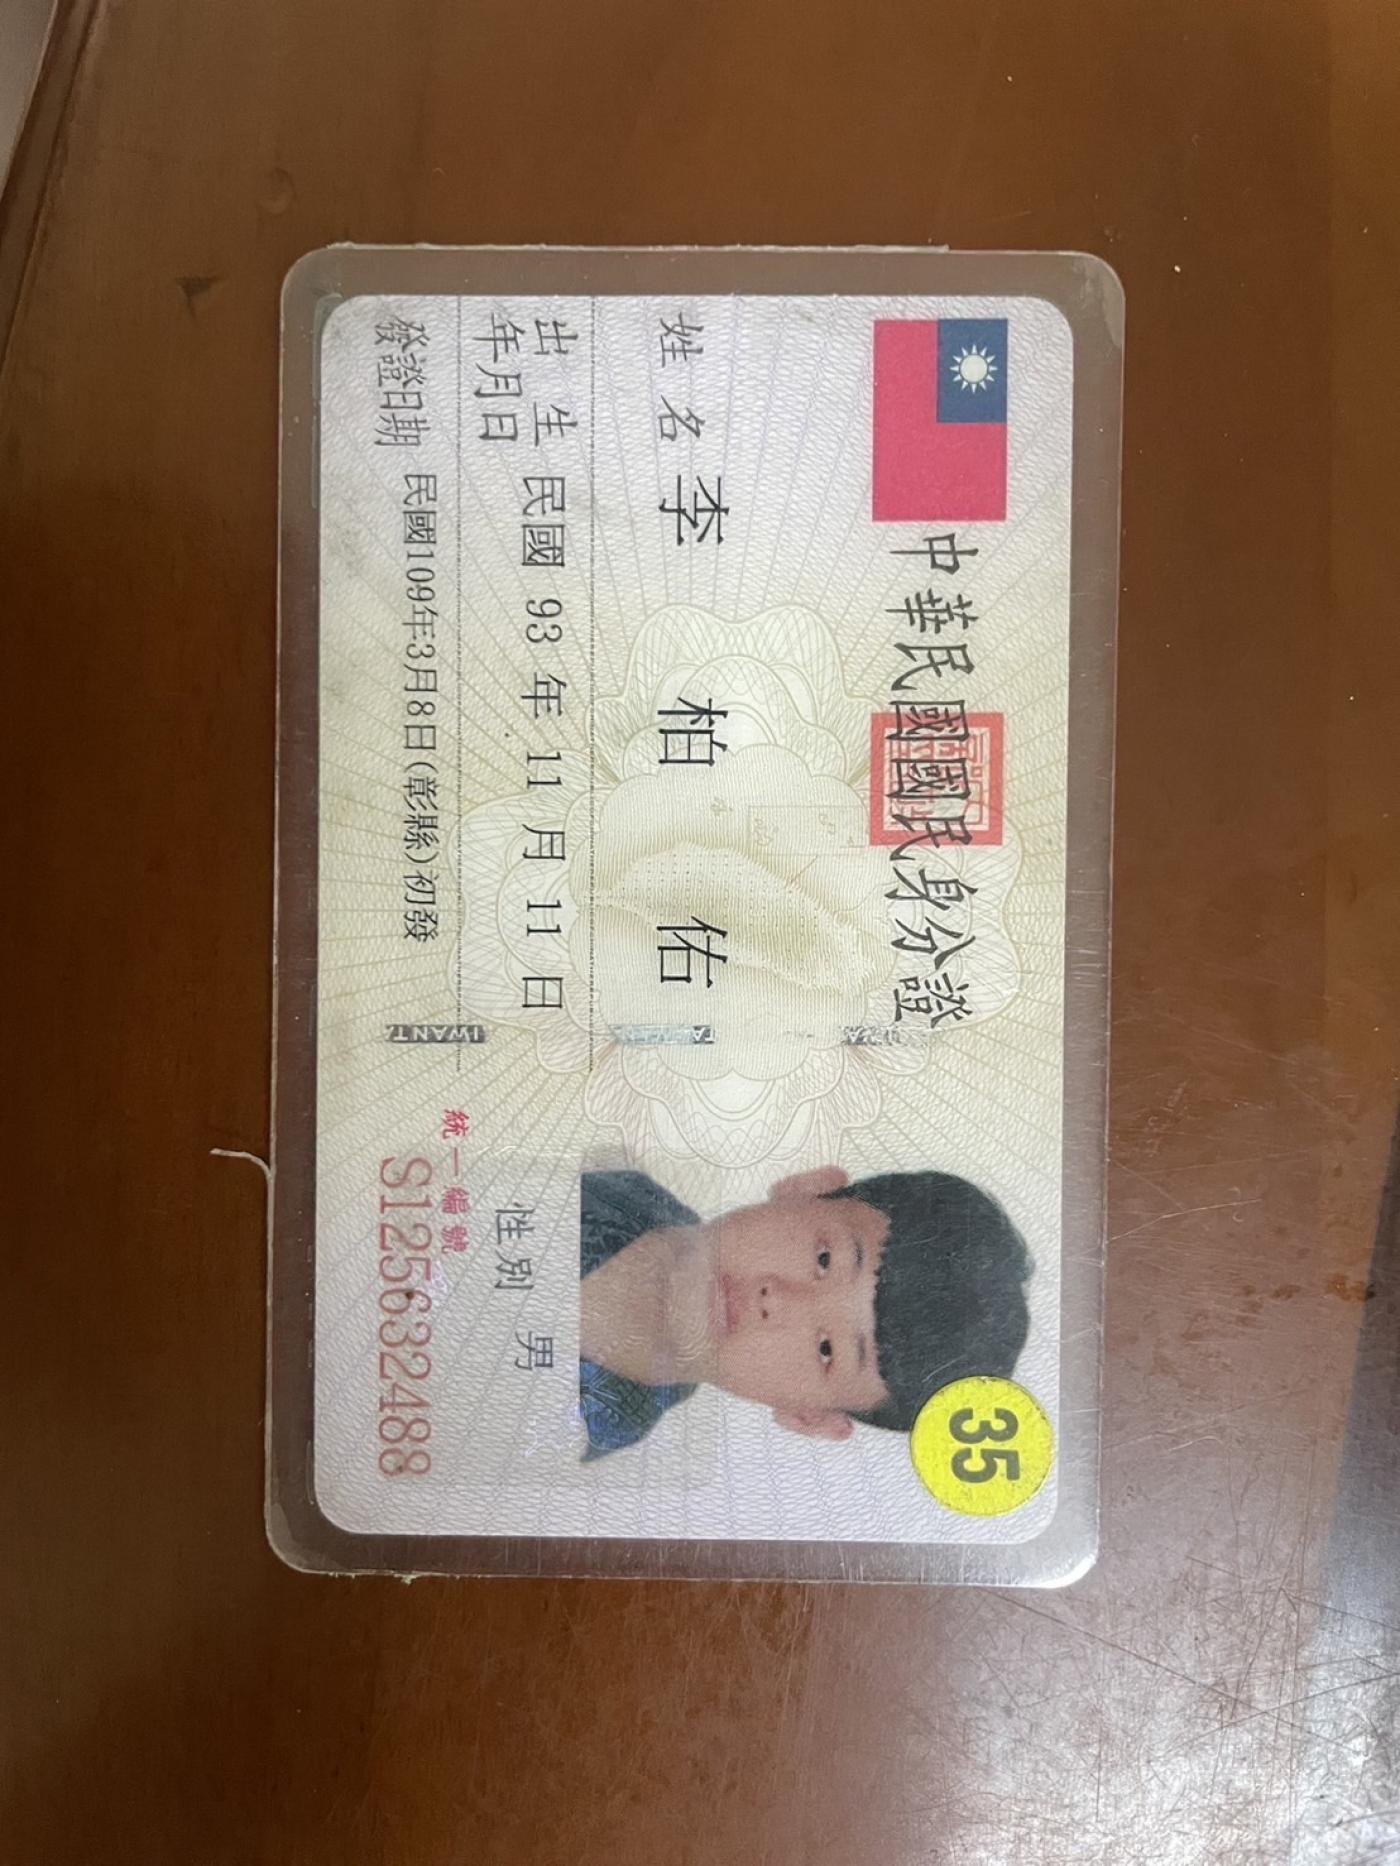 中華民國國民身分證
35
姓名 李 柏 佑
出生年月日 民國 93 年 11 月 11 日
性別 男
發證日期 民國109年3月8日(彰縣)初發
統一編號
S125632488